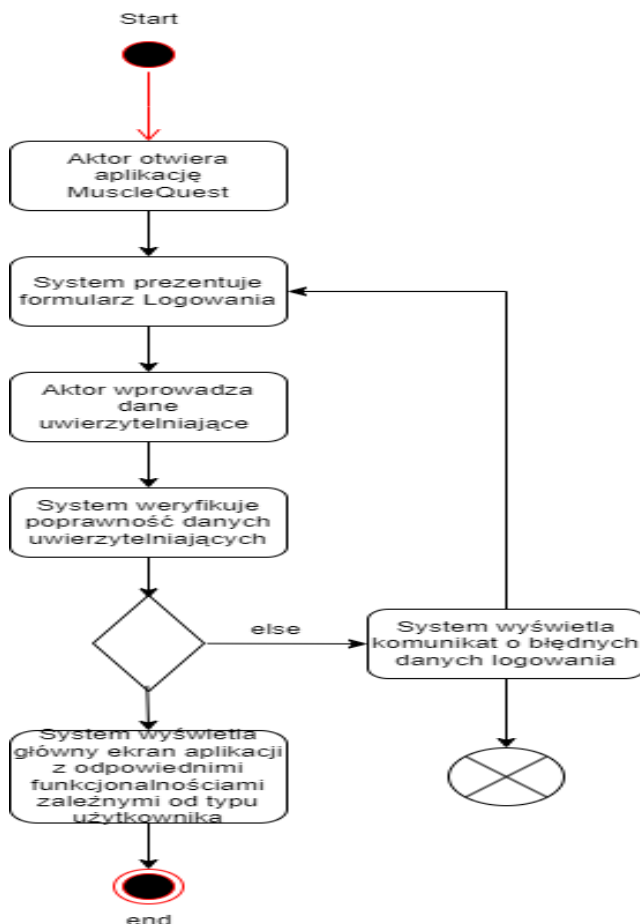 Start
Aktor otwiera
aplikację
MuscleQuest
System prezentuje
formularz Logowania
Aktor wprowadza
dane
uwierzytelniające
System weryfikuje
poprawność danych
uwierzytelniających
else
System wyświetla
komunikat o błędnych
danych logowania
System wyświetla
główny ekran aplikacji
z odpowiednimi
funkcjonalnościami
zależnymi od typu
użytkownika
end